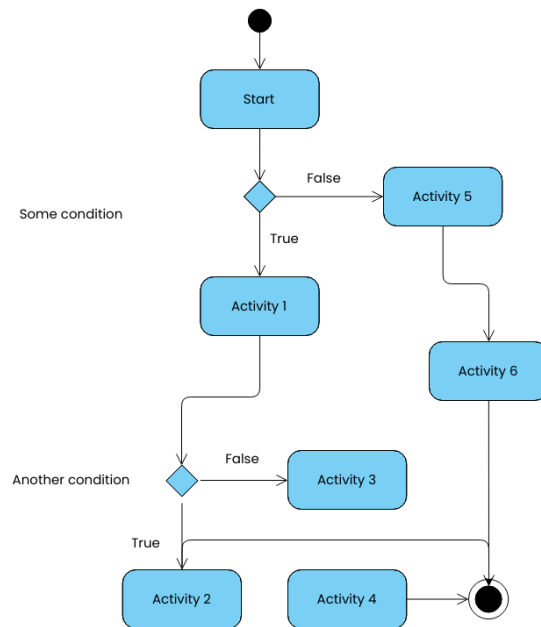 Start
False
Activity 5
Some condition
True
Activity 1
Activity 6
False
Another condition
Activity 3
True
Activity 2
Activity 4